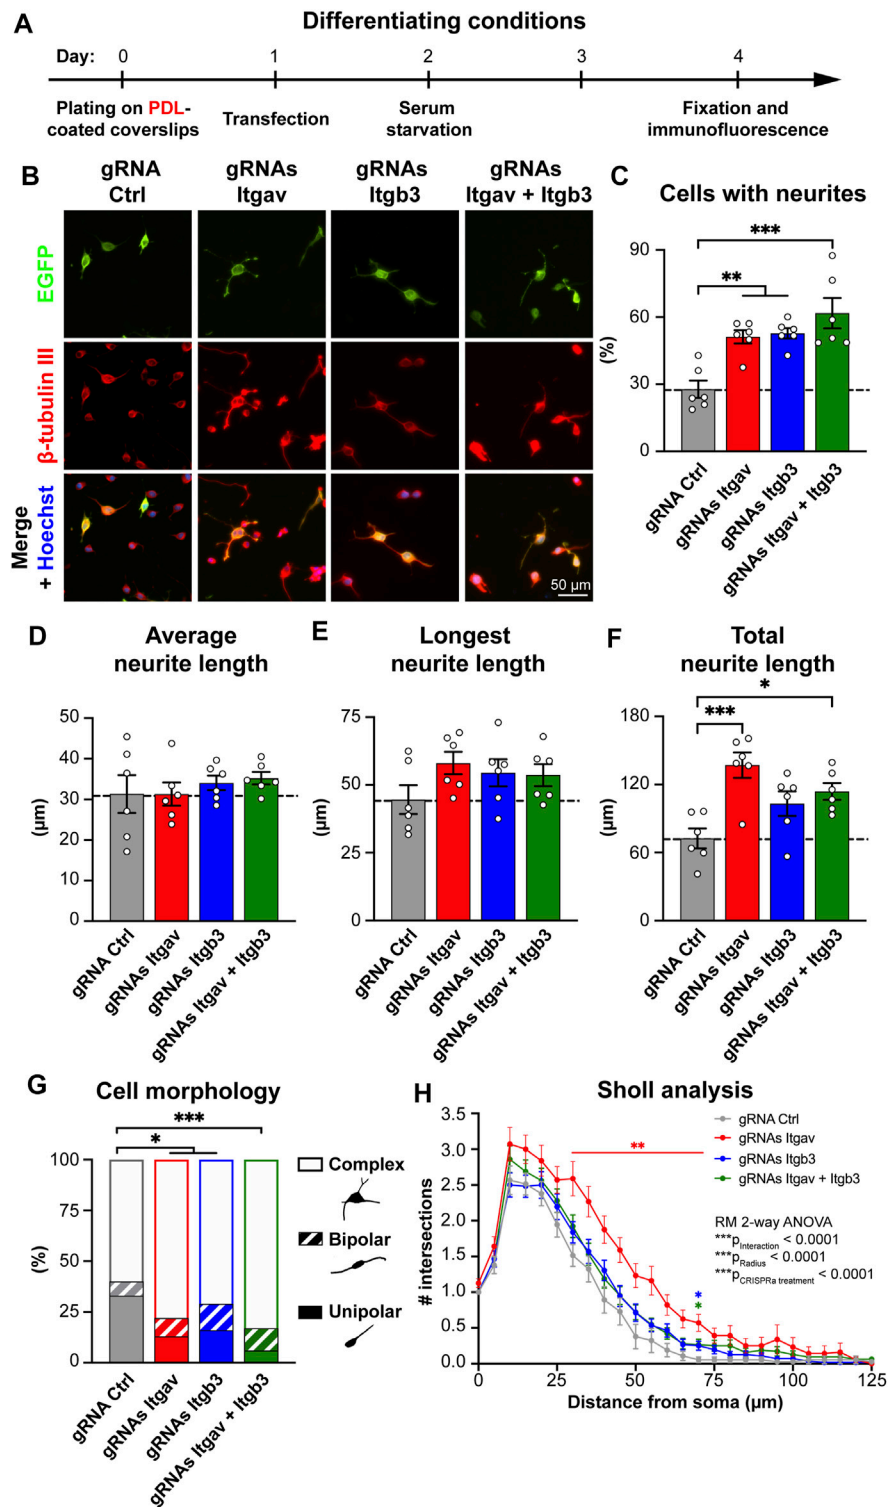 A
Differentiating conditions
Day: 0 1 2 3 4
Plating on PDL-
coated coverslips
Transfection
Serum
starvation
Fixation and
immunofluorescence
B
gRNA
Ctrl
gRNAs
Itgav
gRNAs
Itgb3
gRNAs
Itgav + Itgb3
EGFP
β-tubulin III
Merge
+ Hoechst
50 µm
C
Cells with neurites
(%)
90
60
30
0
***
**
gRNA Ctrl
gRNAs Itgav
gRNAs Itgb3
gRNAs Itgav + Itgb3
D
Average
neurite length
(µm)
50
40
30
20
10
0
gRNA Ctrl
gRNAs Itgav
gRNAs Itgb3
gRNAs Itgav + Itgb3
E
Longest
neurite length
(µm)
75
50
25
0
gRNA Ctrl
gRNAs Itgav
gRNAs Itgb3
gRNAs Itgav + Itgb3
F
Total
neurite length
(µm)
180
120
60
0
*
***
gRNA Ctrl
gRNAs Itgav
gRNAs Itgb3
gRNAs Itgav + Itgb3
G
Cell morphology
***
*
(%)
100
75
50
25
0
gRNA Ctrl
gRNAs Itgav
gRNAs Itgb3
gRNAs Itgav + Itgb3
Complex
Bipolar
Unipolar
H
Sholl analysis
# intersections
3.5
3.0
2.5
2.0
1.5
1.0
0.5
0.0
0 25 50 75 100 125
Distance from soma (µm)
**
*
*
gRNA Ctrl
gRNAs Itgav
gRNAs Itgb3
gRNAs Itgav + Itgb3
RM 2-way ANOVA
***pInteraction < 0.0001
***pRadius < 0.0001
***pCRISPRa treatment < 0.0001